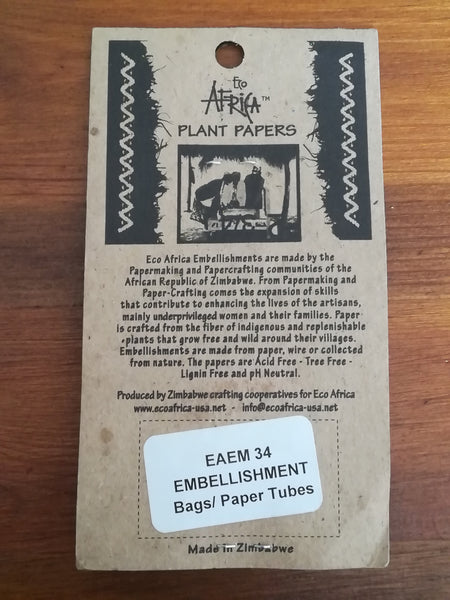 Eco
AFRICA™
PLANT PAPERS
Eco Africa Embellishments are made by the
Papermaking and Papercrafting communities of the
African Republic of Zimbabwe. From Papermaking and
Paper-Crafting comes the expansion of skills
that contribute to enhancing the lives of the artisans,
mainly underprivileged women and their families. Paper
is crafted from the fiber of indigenous and replenishable
plants that grow free and wild around their villages.
Embellishments are made from paper, wire or collected
from nature. The papers are Acid Free - Tree Free -
Lignin Free and pH Neutral.
Produced by Zimbabwe crafting cooperatives for Eco Africa
www.ecoafrica-usa.net - info@ecoafrica-usa.net
EAEM 34
EMBELLISHMENT
Bags/ Paper Tubes
Made in Zimbabwe